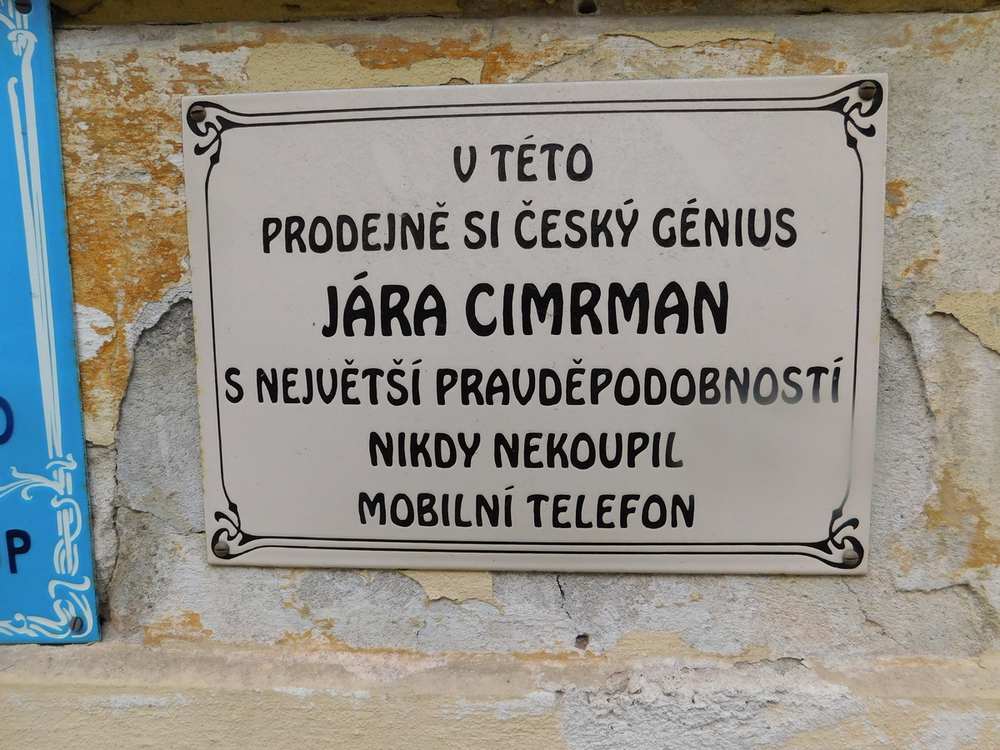 V TÉTO
PRODEJNĚ SI ČESKÝ GÉNIUS
JÁRA CIMRMAN
S NEJVĚTŠÍ PRAVDĚPODOBNOSTÍ
NIKDY NEKOUPIL
MOBILNÍ TELEFON